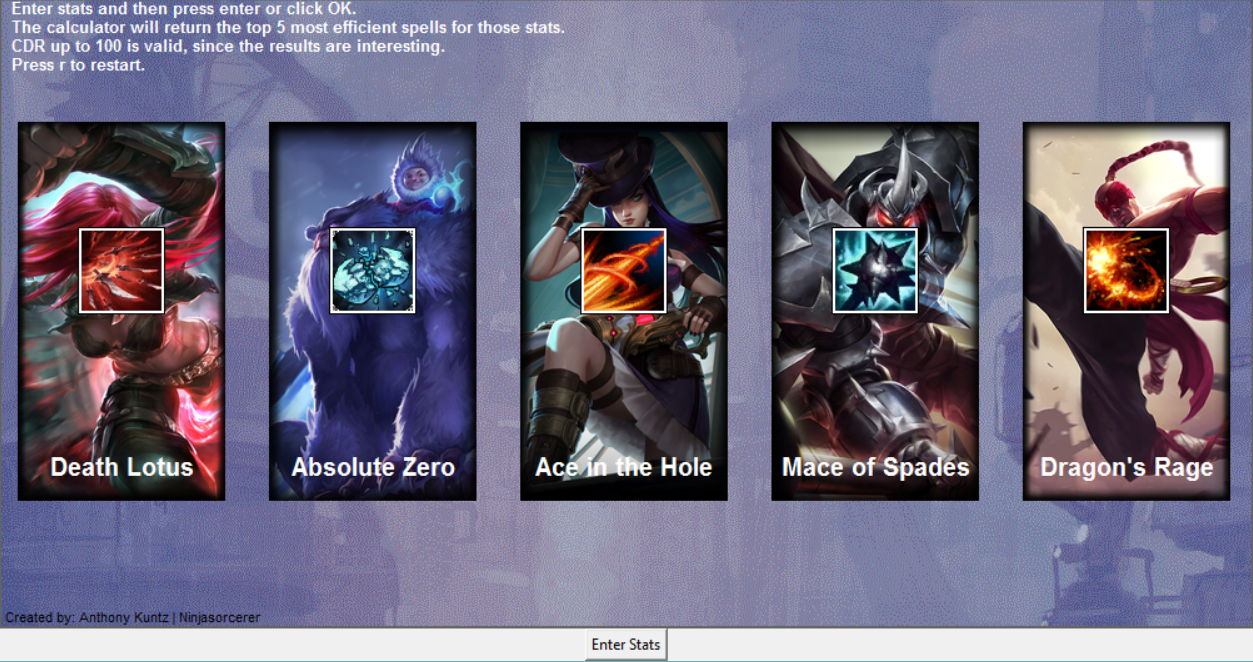 Enter stats and then press enter or click OK.
The calculator will return the top 5 most efficient spells for those stats.
CDR up to 100 is valid, since the results are interesting.
Press r to restart.
Death Lotus
Absolute Zero
Ace in the Hole
Mace of Spades
Dragon's Rage
Created by: Anthony Kuntz | Ninjasorcerer
Enter Stats